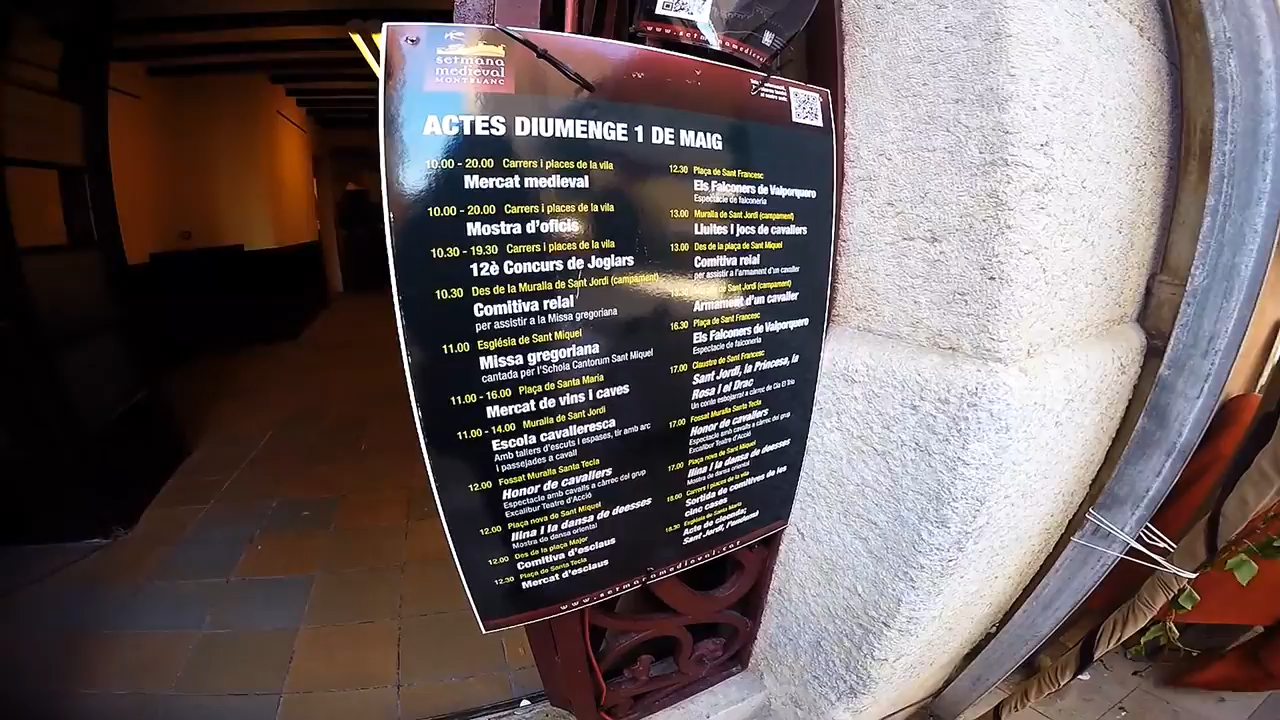 setmana
medieval
MONTBLANC
ACTES DIUMENGE 1 DE MAIG
10.00 - 20.00 Carrers i places de la vila
Mercat medieval
10.00 - 20.00 Carrers i places de la vila
Mostra d'oficis
10.30 - 19.30 Carrers i places de la vila
12è Concurs de Joglars
10.30 Des de la Muralla de Sant Jordi (campament)
Comitiva reial
per assistir a la Missa gregoriana
11.00 Església de Sant Miquel
Missa gregoriana
cantada per l'Schola Cantorum Sant Miquel
11.00 - 16.00 Plaça de Santa Maria
Mercat de vins i caves
11.00 - 14.00 Muralla de Sant Jordi
Escola cavalleresca
Amb tallers d'escuts i espases, tir amb arc
i passejades a cavall
12.00 Fossat Muralla Santa Tecla
Honor de cavallers
Espectacle amb cavalls a càrrec del grup
Excalibur Teatre d'Acció
12.00 Plaça nova de Sant Miquel
Ilina i la dansa de deesses
Mostra de dansa oriental
12.00 Des de la plaça Major
Comitiva d'esclaus
12.30 Plaça de Santa Tecla
Mercat d'esclaus
12.30 Plaça de Sant Francesc
Els Falconers de Valporquero
Espectacle de falconeria
13.00 Muralla de Sant Jordi (campament)
Lluites i jocs de cavallers
13.00 Des de la plaça de Sant Miquel
Comitiva reial
per assistir a l'armament d'un cavaller
13.30 Muralla de Sant Jordi (campament)
Armament d'un cavaller
16.30 Plaça de Sant Francesc
Els Falconers de Valporquero
Espectacle de falconeria
17.00 Claustre de Sant Francesc
Sant Jordi, la Princesa, la
Rosa i el Drac
Un conte esbojarrat a càrrec de Cia El Trip
17.00 Fossat Muralla Santa Tecla
Honor de cavallers
Espectacle amb cavalls a càrrec del grup
Excalibur Teatre d'Acció
17.00 Plaça nova de Sant Miquel
Ilina i la dansa de deesses
Mostra de dansa oriental
18.00 Carrers i places de la vila
Sortida de comitives de les
cinc cases
18.30 Església de Santa Maria
Acte de cloenda;
Sant Jordi,
www.setmanamedieval.cat